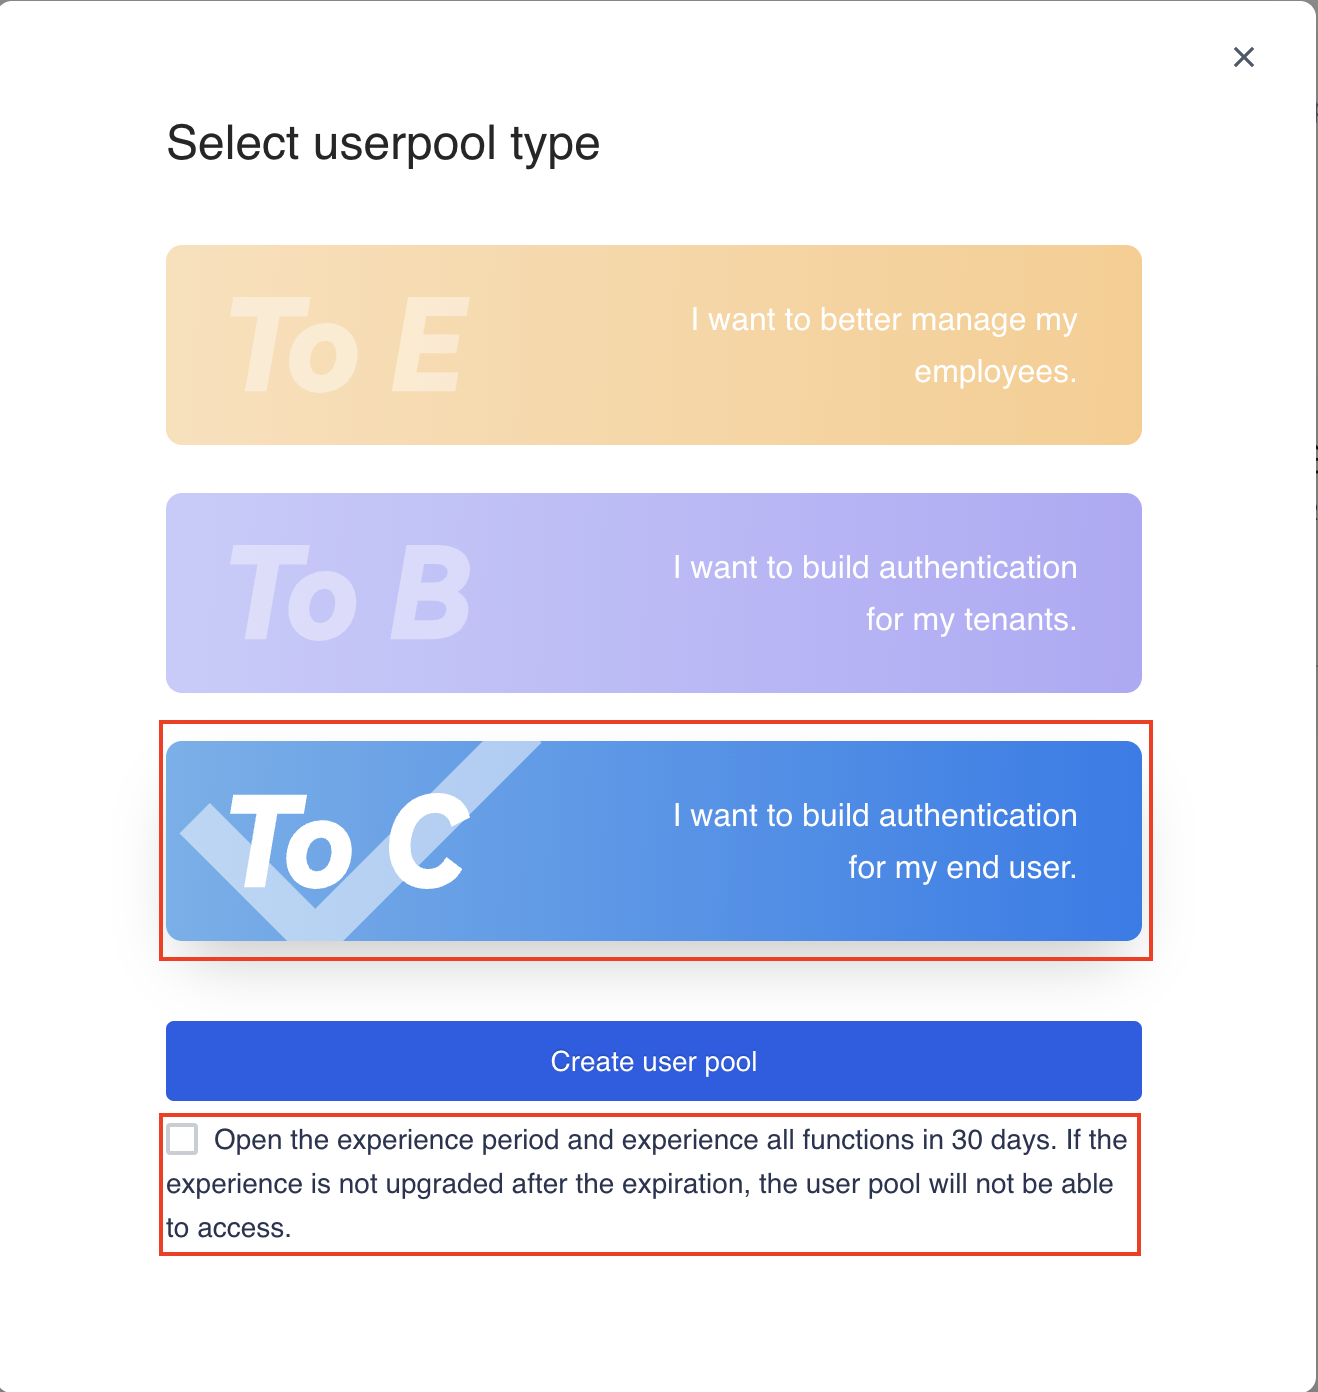 Select userpool type
To E
I want to better manage my
employees.
To B
I want to build authentication
for my tenants.
To C
I want to build authentication
for my end user.
Create user pool
Open the experience period and experience all functions in 30 days. If the
experience is not upgraded after the expiration, the user pool will not be able
to access.